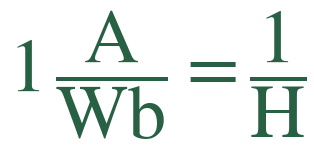 1 A/Wb = 1/H